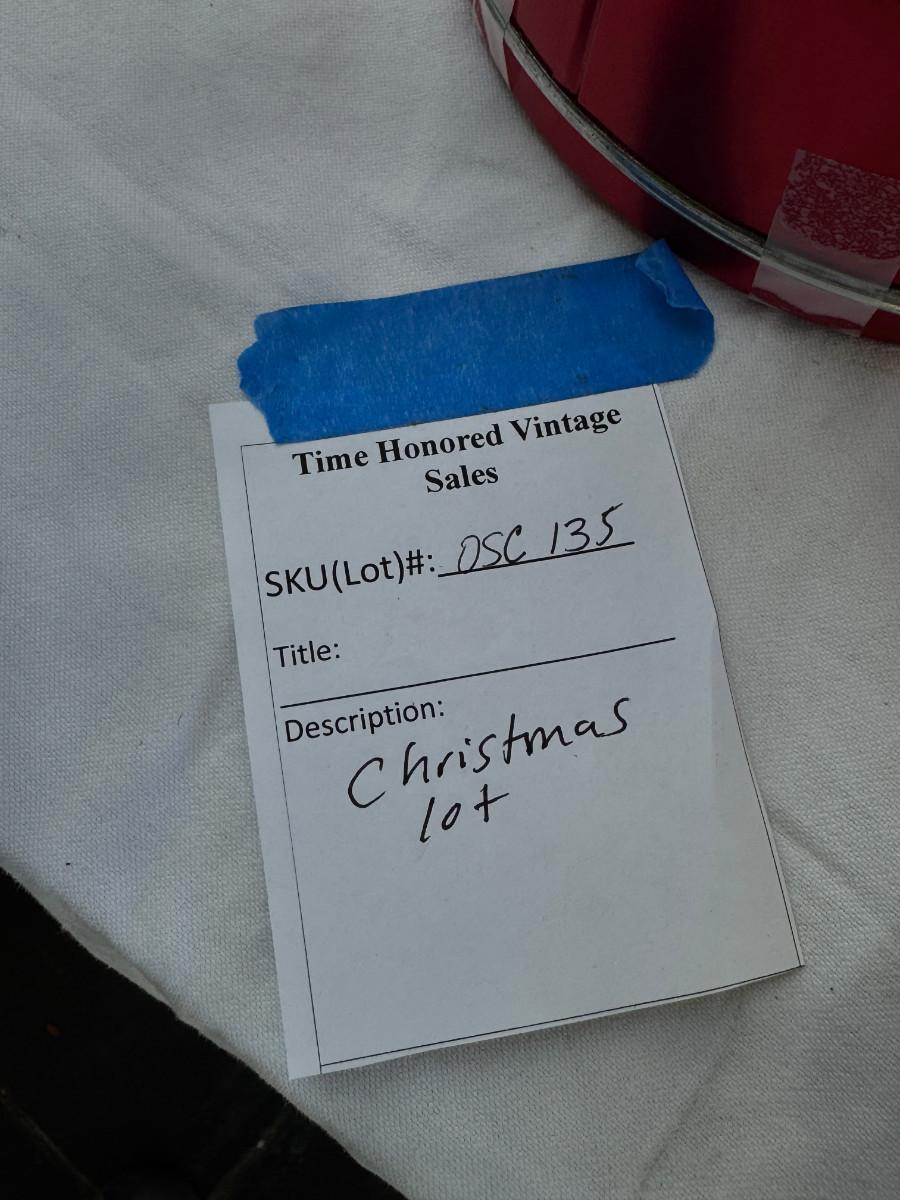 Time Honored Vintage
Sales
SKU(Lot)#: OSC 135
Title:
Description:
Christmas
lot